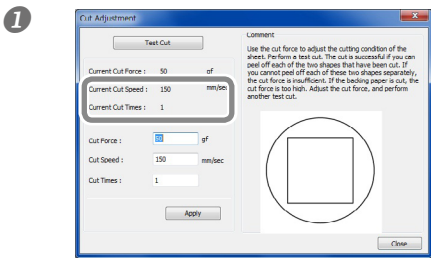 1
Cut Adjustment
Test Cut
Current Cut Force : 50 gf
Current Cut Speed : 150 mm/sec
Current Cut Times : 1
Cut Force : 50 gf
Cut Speed : 150 mm/sec
Cut Times : 1
Apply
Comment
Use the cut force to adjust the cutting condition of the
sheet. Perform a test cut. The cut is successful if you can
peel off each of the two shapes that have been cut. If
you cannot peel off each of these two shapes separately,
the cut force is insufficient. If the backing paper is cut, the
cut force is too high. Adjust the cut force, and perform
another test cut.
Close